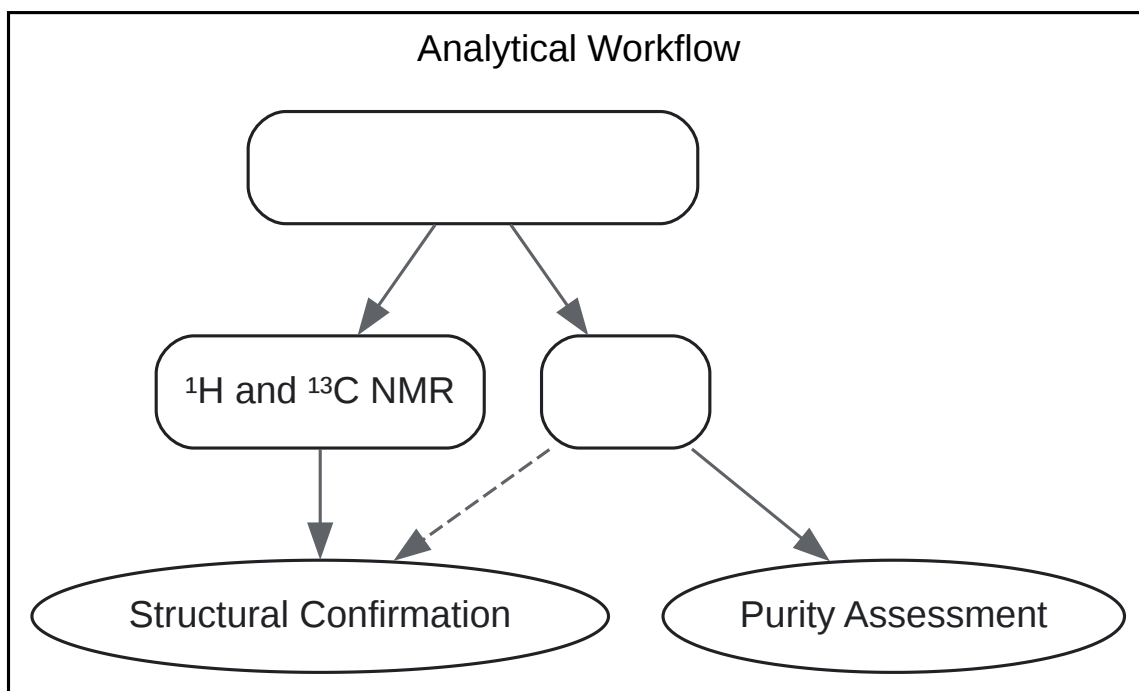 Analytical Workflow
¹H and ¹³C NMR
Structural Confirmation
Purity Assessment